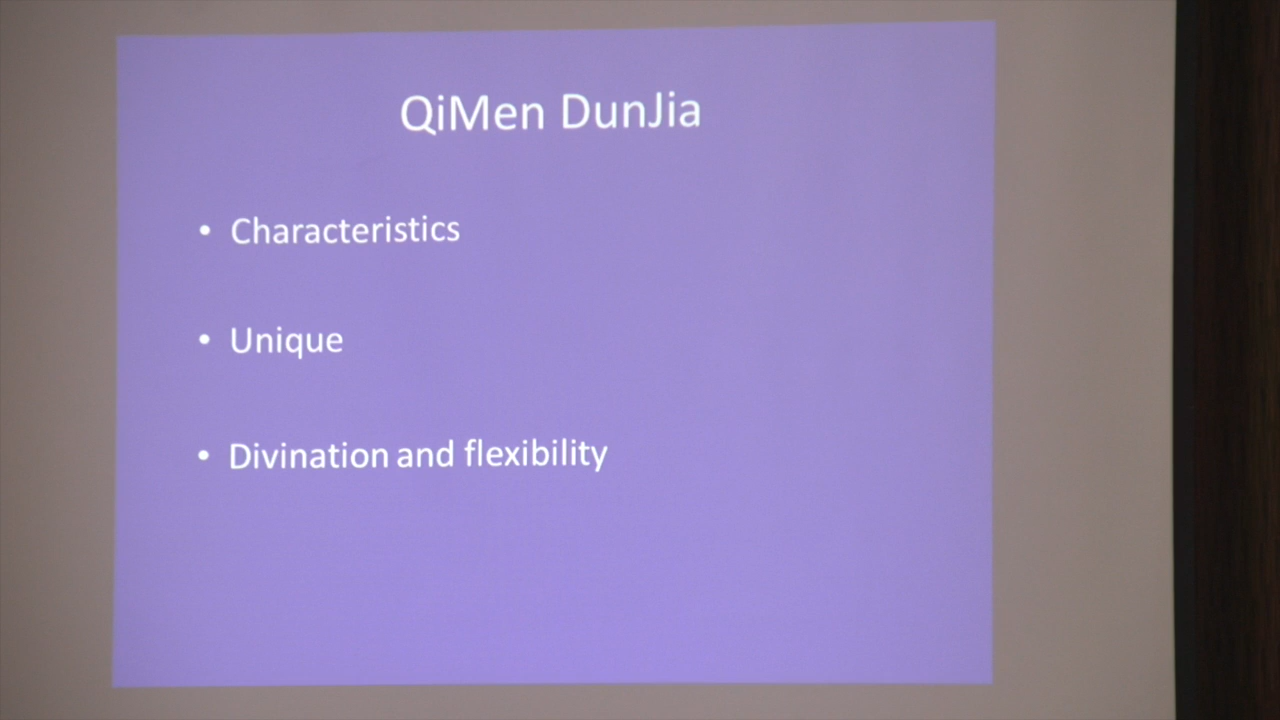 QiMen DunJia
• Characteristics
• Unique
• Divination and flexibility